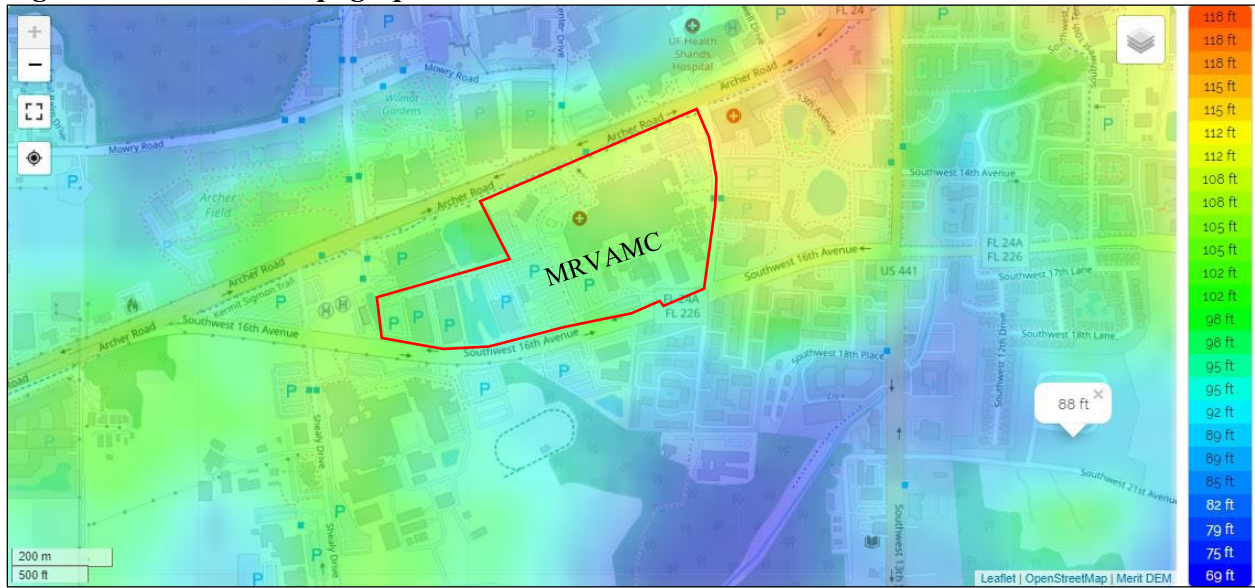 118 ft
118 ft
118 ft
115 ft
115 ft
112 ft
112 ft
108 ft
108 ft
105 ft
105 ft
102 ft
102 ft
98 ft
98 ft
95 ft
95 ft
92 ft
89 ft
89 ft
85 ft
82 ft
79 ft
75 ft
69 ft
+
−
FL 24
UF Health
Shands
Hospital
Mowry Road
Mowry Road
Wilmot
Gardens
Archer Road
Archer Road
Archer Road
Archer Road
Archer
Field
Kermit Sigmon Trail
Southwest 16th Avenue
Southwest 16th Avenue
Southwest 16th Avenue
Southwest 14th Avenue
Southwest 17th Lane
Southwest 18th Lane
Southwest 18th Place
Southwest 12th Drive
Southwest 21st Avenue
Southwest 13th
Shealy Drive
Shealy Drive
MRVAMC
FL 24A
FL 226
FL 24A
FL 226
US 441
88 ft
×
P
P
P
P
P
P
P
P
P
H
H
200 m
500 ft
Leaflet | OpenStreetMap | Merit DEM